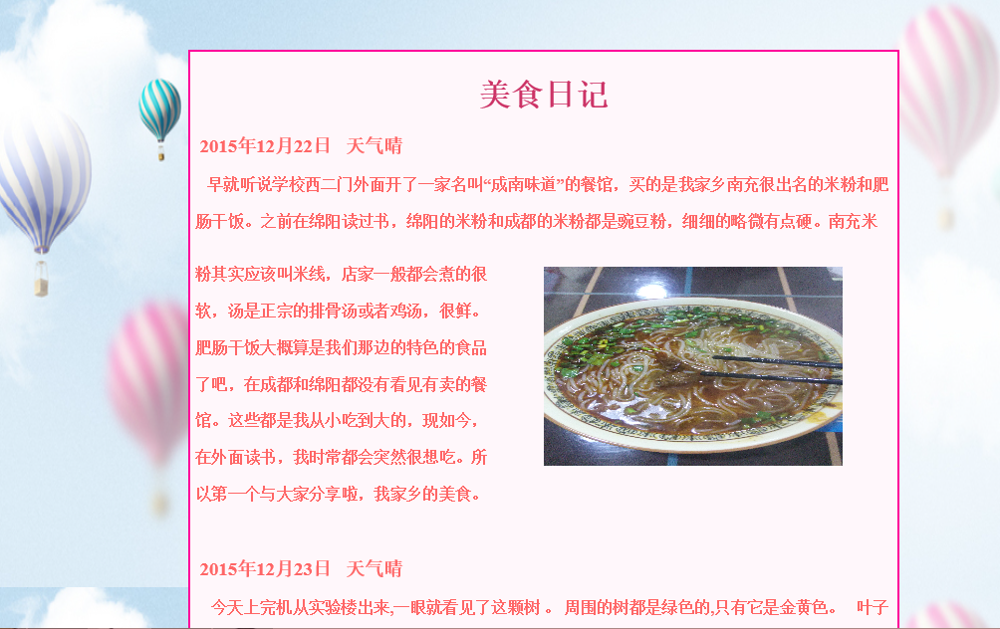 美食日记
2015年12月22日 天气晴
早就听说学校西二门外面开了一家名叫“成南味道”的餐馆，买的是我家乡南充很出名的米粉和肥
肠干饭。之前在绵阳读过书，绵阳的米粉和成都的米粉都是豌豆粉，细细的略微有点硬。南充米
粉其实应该叫米线，店家一般都会煮的很
软，汤是正宗的排骨汤或者鸡汤，很鲜。
肥肠干饭大概算是我们那边的特色的食品
了吧，在成都和绵阳都没有看见有卖的餐
馆。这些都是我从小吃到大的，现如今，
在外面读书，我时常都会突然很想吃。所
以第一个与大家分享啦，我家乡的美食。
2015年12月23日 天气晴
今天上完机从实验楼出来,一眼就看见了这颗树 。 周围的树都是绿色的,只有它是金黄色。 叶子